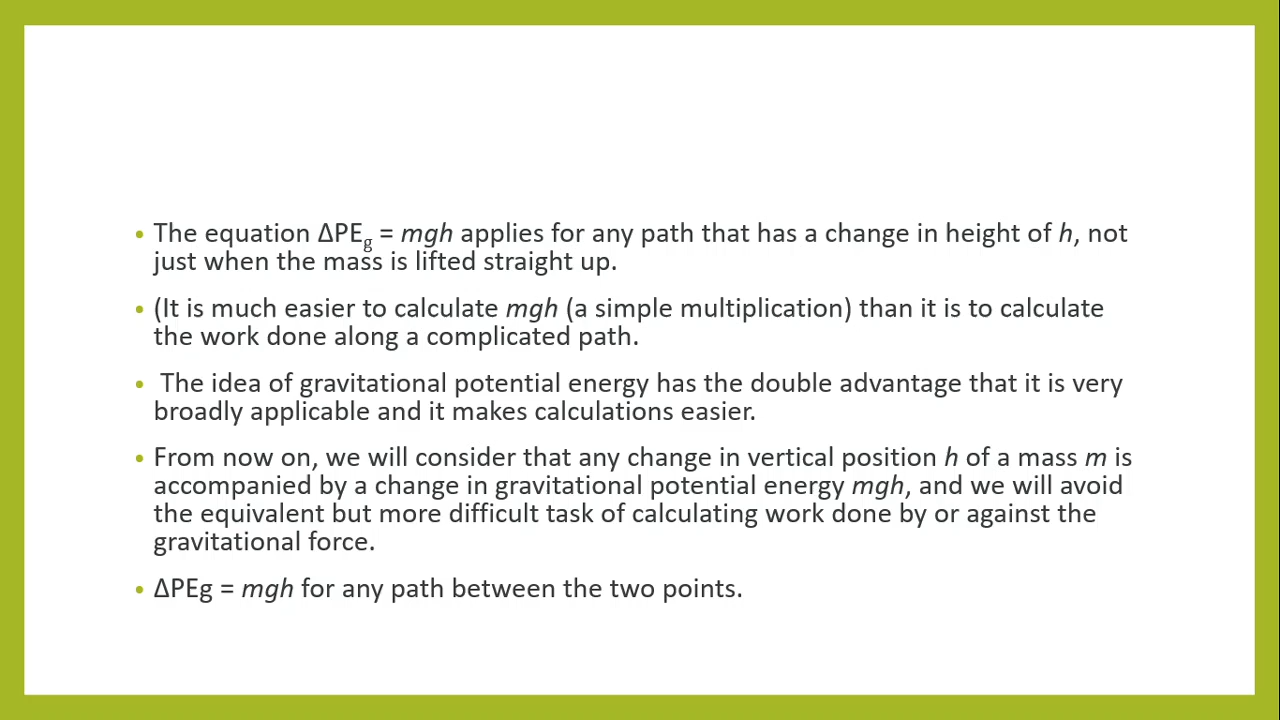 • The equation ΔPEg = mgh applies for any path that has a change in height of h, not
just when the mass is lifted straight up.
• (It is much easier to calculate mgh (a simple multiplication) than it is to calculate
the work done along a complicated path.
• The idea of gravitational potential energy has the double advantage that it is very
broadly applicable and it makes calculations easier.
• From now on, we will consider that any change in vertical position h of a mass m is
accompanied by a change in gravitational potential energy mgh, and we will avoid
the equivalent but more difficult task of calculating work done by or against the
gravitational force.
• ΔPEg = mgh for any path between the two points.